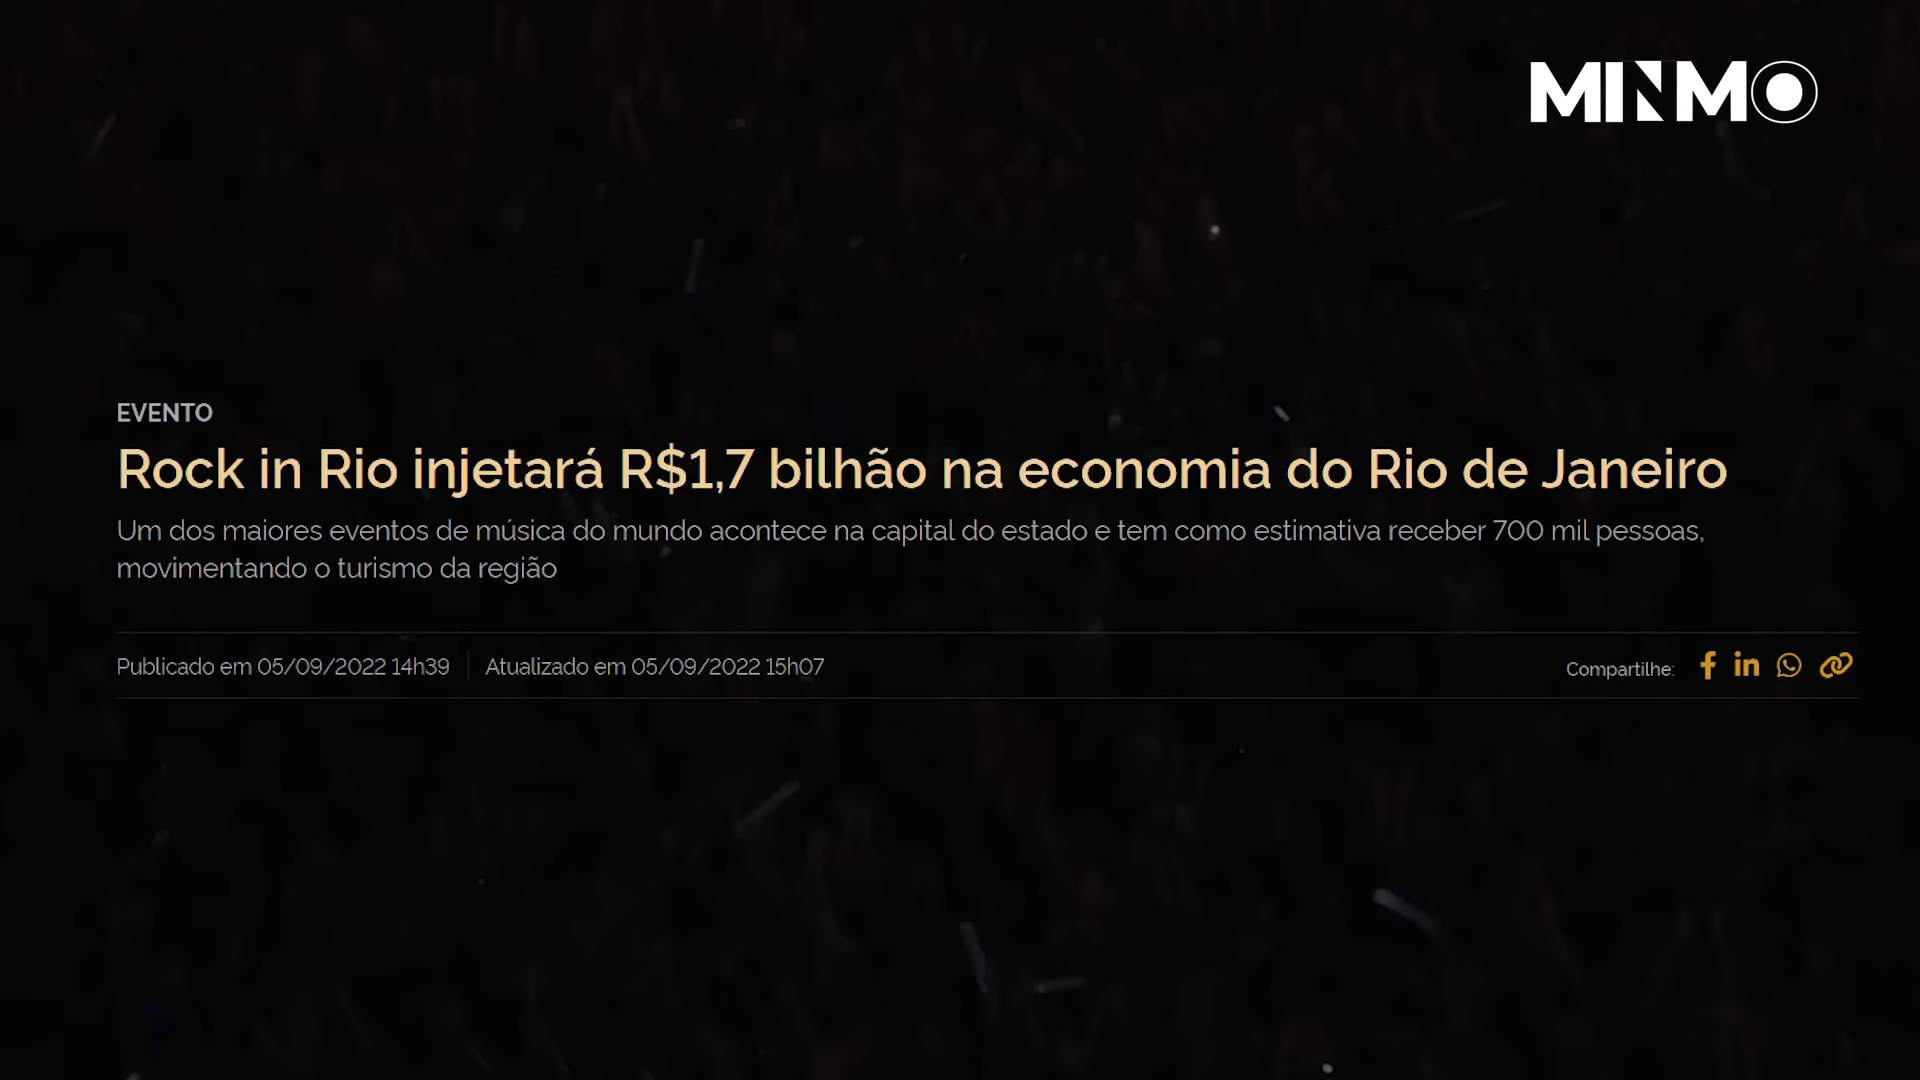 MINMO
EVENTO
Rock in Rio injetará R$1,7 bilhão na economia do Rio de Janeiro
Um dos maiores eventos de música do mundo acontece na capital do estado e tem como estimativa receber 700 mil pessoas,
movimentando o turismo da região
Publicado em 05/09/2022 14h39 Atualizado em 05/09/2022 15h07 Compartilhe: